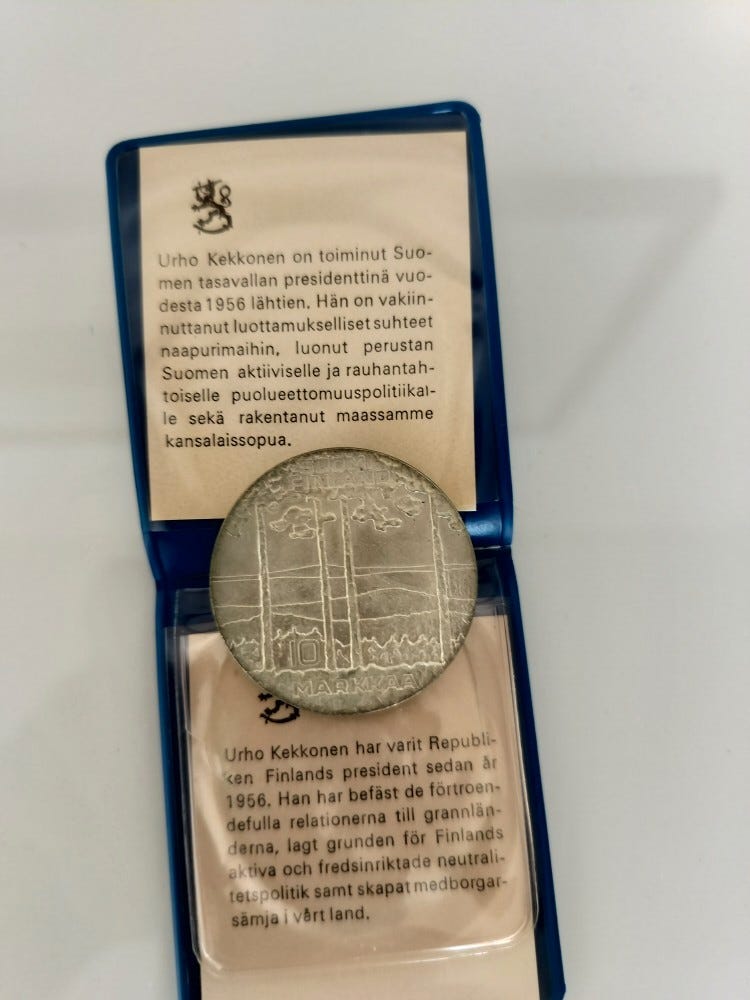 Urho Kekkonen on toiminut Suo-
men tasavallan presidenttinä vuo-
desta 1956 lähtien. Hän on vakiin-
nuttanut luottamukselliset suhteet
naapurimaihin, luonut perustan
Suomen aktiiviselle ja rauhantah-
toiselle puolueettomuuspolitiikal-
le sekä rakentanut maassamme
kansalaissopua.
SUOMI
FINLAND
10
MARKKAA
Urho Kekkonen har varit Republi-
ken Finlands president sedan år
1956. Han har befäst de förtroen-
defulla relationerna till grannlän-
derna, lagt grunden för Finlands
aktiva och fredsinriktade neutrali-
tetspolitik samt skapat medborgar-
sämja i vårt land.